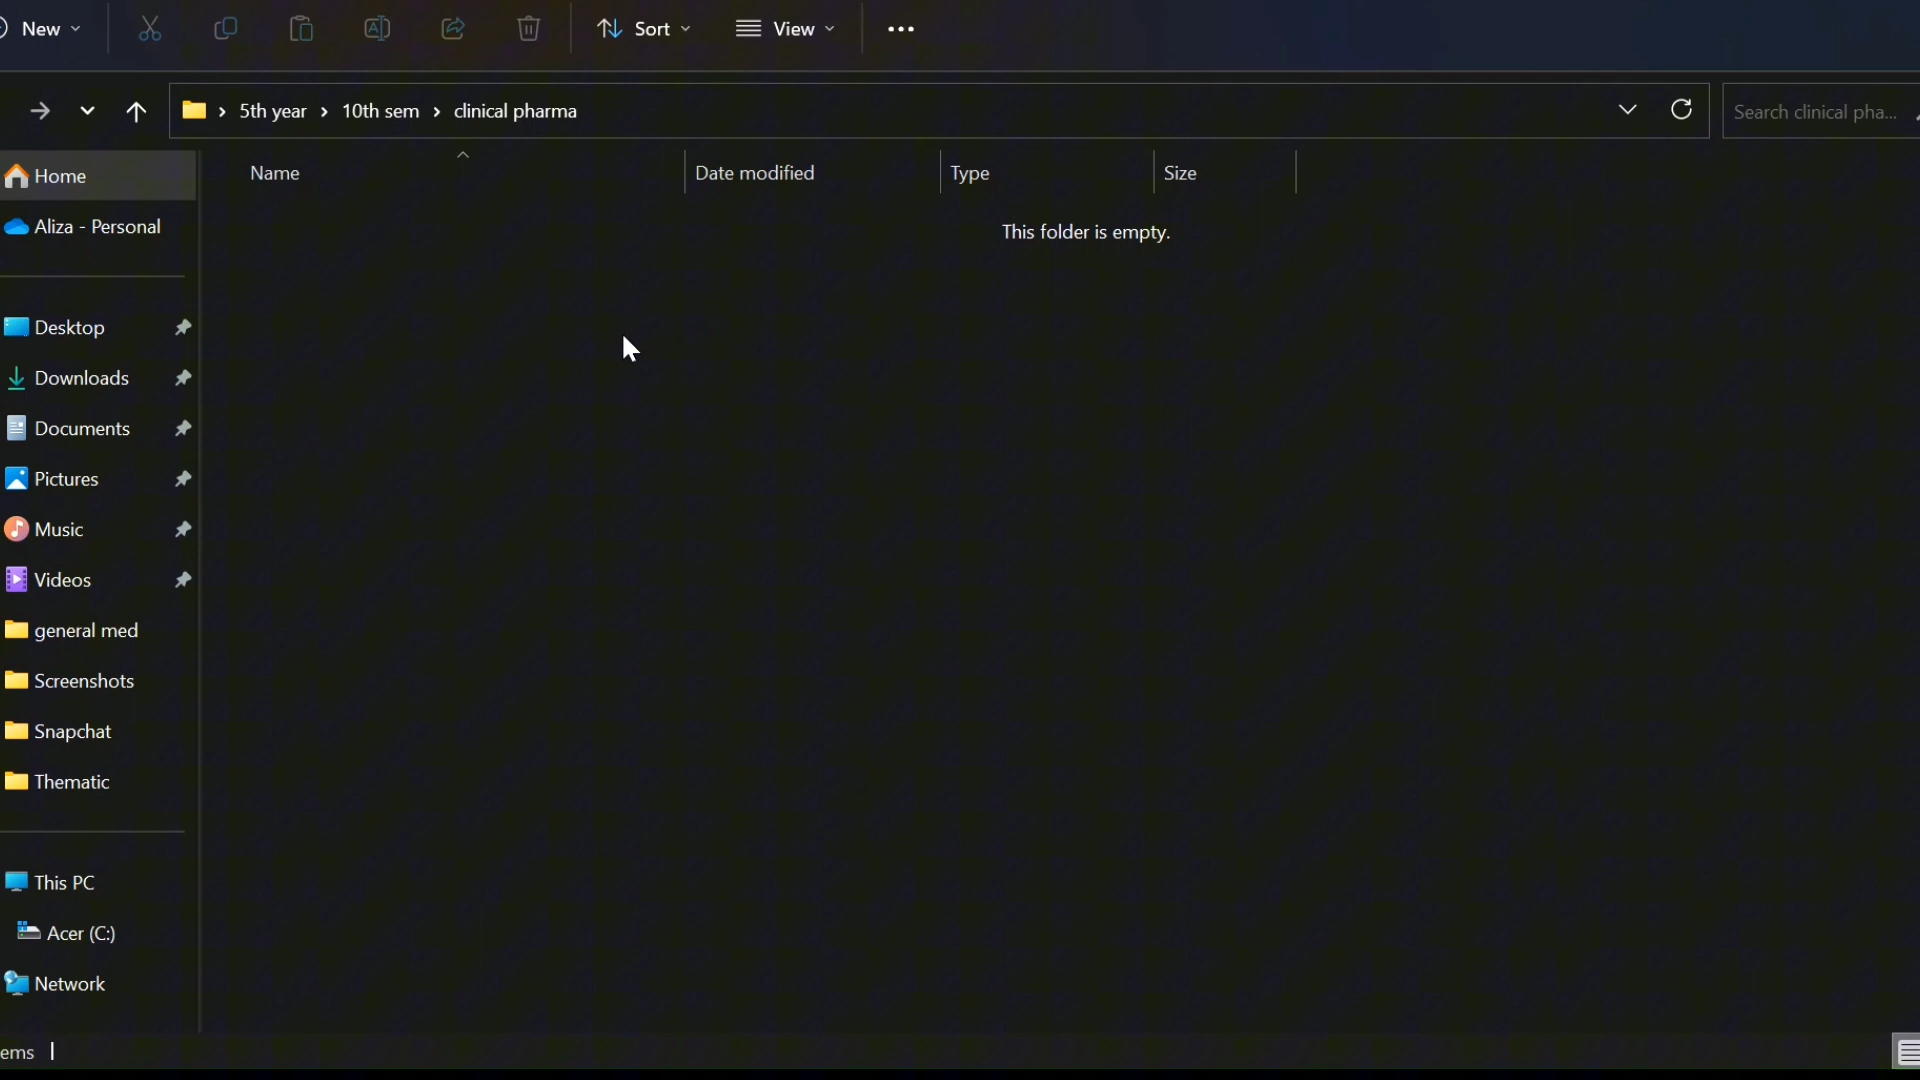 New
Sort
View
5th year > 10th sem > clinical pharma
Search clinical pha...
Home
Aliza - Personal
Desktop
Downloads
Documents
Pictures
Music
Videos
general med
Screenshots
Snapchat
Thematic
This PC
Acer (C:)
Network
Name
Date modified
Type
Size
This folder is empty.
ems